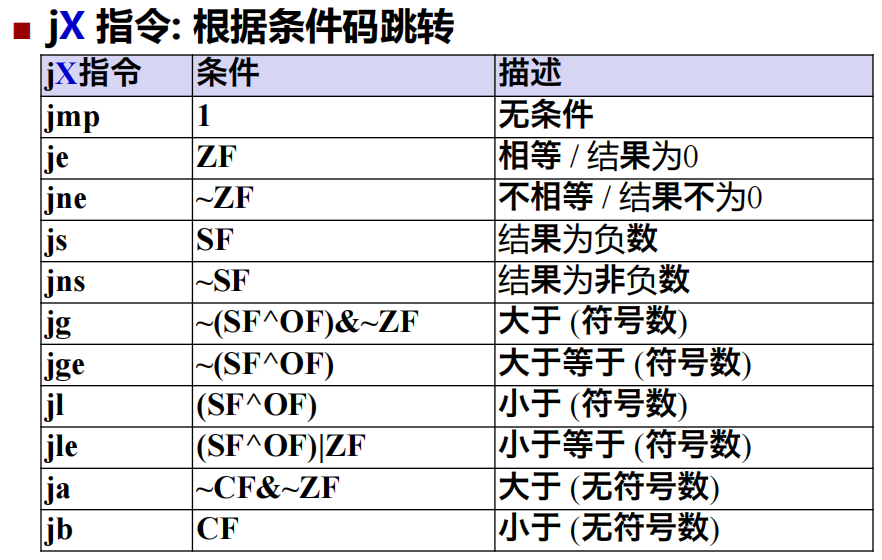 jX 指令: 根据条件码跳转
jX指令 条件 描述
jmp 1 无条件
je ZF 相等 / 结果为0
jne ~ZF 不相等 / 结果不为0
js SF 结果为负数
jns ~SF 结果为非负数
jg ~(SF^OF)&~ZF 大于 (符号数)
jge ~(SF^OF) 大于等于 (符号数)
jl (SF^OF) 小于 (符号数)
jle (SF^OF)|ZF 小于等于 (符号数)
ja ~CF&~ZF 大于 (无符号数)
jb CF 小于 (无符号数)